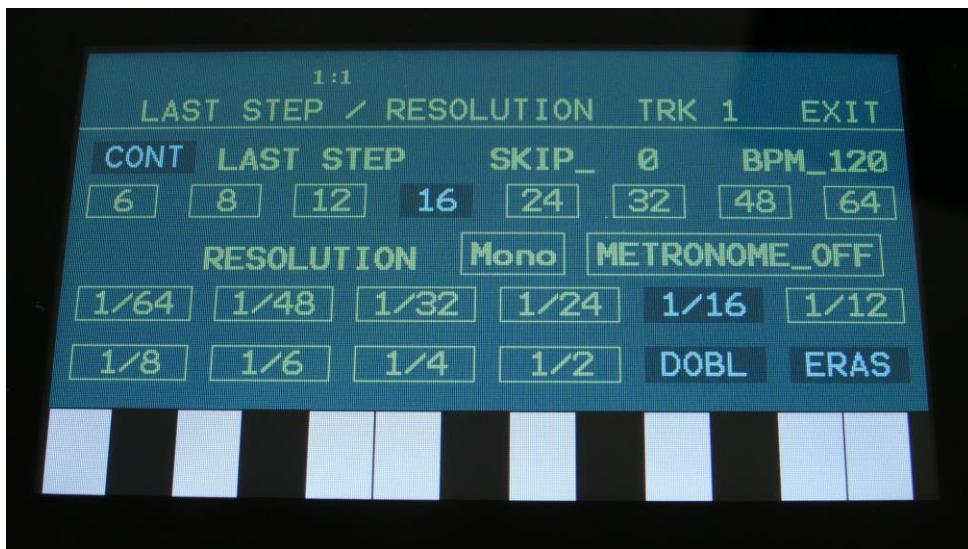 1:1
LAST STEP / RESOLUTION TRK 1 EXIT
CONT LAST STEP SKIP_ 0 BPM_120
6 8 12 16 24 32 48 64
RESOLUTION Mono METRONOME_OFF
1/64 1/48 1/32 1/24 1/16 1/12
1/8 1/6 1/4 1/2 DOBL ERAS